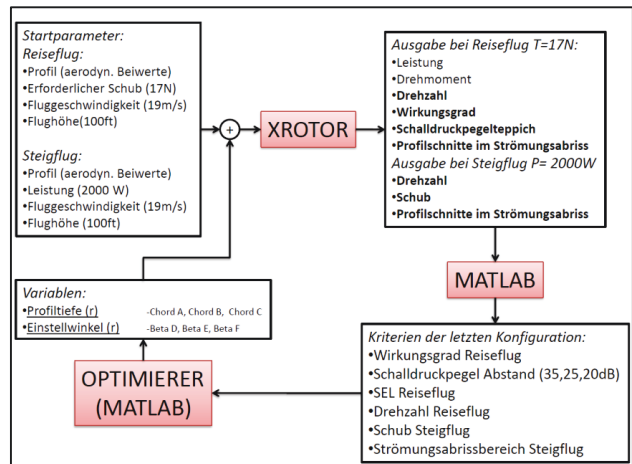 Startparameter:
Reiseflug:
•Profil (aerodyn. Beiwerte)
•Erforderlicher Schub (17N)
•Fluggeschwindigkeit (19m/s)
•Flughöhe(100ft)
Steigflug:
•Profil (aerodyn. Beiwerte)
•Leistung (2000 W)
•Fluggeschwindigkeit (19m/s)
•Flughöhe (100ft)
+
XROTOR
Ausgabe bei Reiseflug T=17N:
•Leistung
•Drehmoment
•Drehzahl
•Wirkungsgrad
•Schalldruckpegelteppich
•Profilschnitte im Strömungsabriss
Ausgabe bei Steigflug P= 2000W
•Drehzahl
•Schub
•Profilschnitte im Strömungsabriss
MATLAB
Kriterien der letzten Konfiguration:
•Wirkungsgrad Reiseflug
•Schalldruckpegel Abstand (35,25,20dB)
•SEL Reiseflug
•Drehzahl Reiseflug
•Schub Steigflug
•Strömungsabrissbereich Steigflug
OPTIMIERER
(MATLAB)
Variablen:
•Profiltiefe (r) -Chord A, Chord B, Chord C
•Einstellwinkel (r) -Beta D, Beta E, Beta F